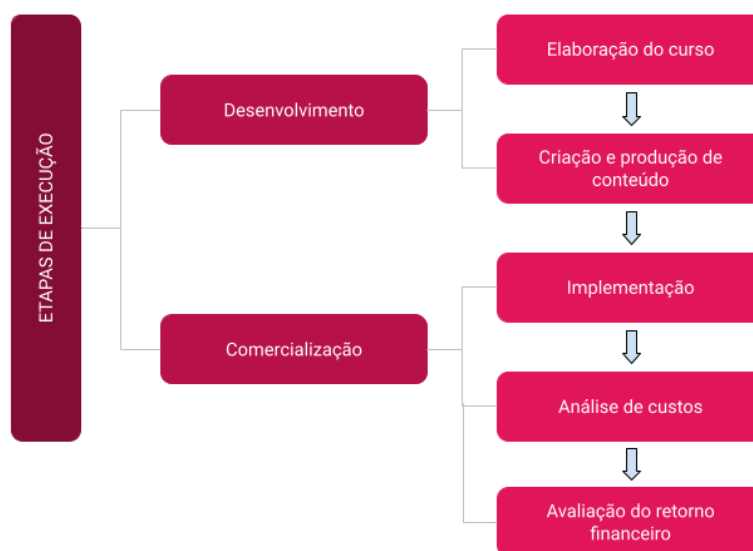 ETAPAS DE EXECUÇÃO
Desenvolvimento
Elaboração do curso
Criação e produção de
conteúdo
Comercialização
Implementação
Análise de custos
Avaliação do retorno
financeiro